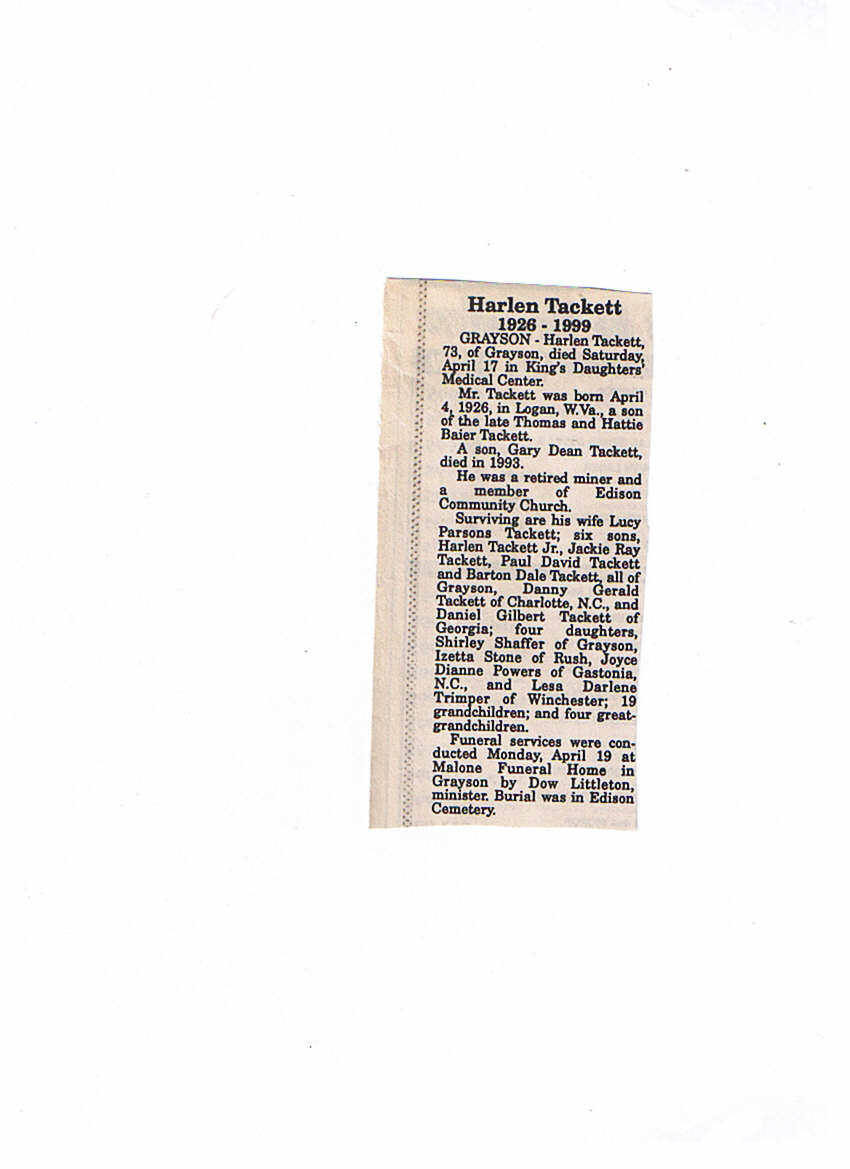 Harlen Tackett
1926 - 1999
GRAYSON - Harlen Tackett,
73, of Grayson, died Saturday,
April 17 in King's Daughters'
Medical Center.
Mr. Tackett was born April
4, 1926, in Logan, W.Va., a son
of the late Thomas and Hattie
Baier Tackett.
A son, Gary Dean Tackett,
died in 1993.
He was a retired miner and
a member of Edison
Community Church.
Surviving are his wife Lucy
Parsons Tackett; six sons,
Harlen Tackett Jr., Jackie Ray
Tackett, Paul David Tackett
and Barton Dale Tackett, all of
Grayson, Danny Gerald
Tackett of Charlotte, N.C., and
Daniel Gilbert Tackett of
Georgia; four daughters,
Shirley Shaffer of Grayson,
Izetta Stone of Rush, Joyce
Dianne Powers of Gastonia,
N.C., and Lesa Darlene
Trimper of Winchester; 19
grandchildren; and four great-
grandchildren.
Funeral services were con-
ducted Monday, April 19 at
Malone Funeral Home in
Grayson by Dow Littleton,
minister. Burial was in Edison
Cemetery.